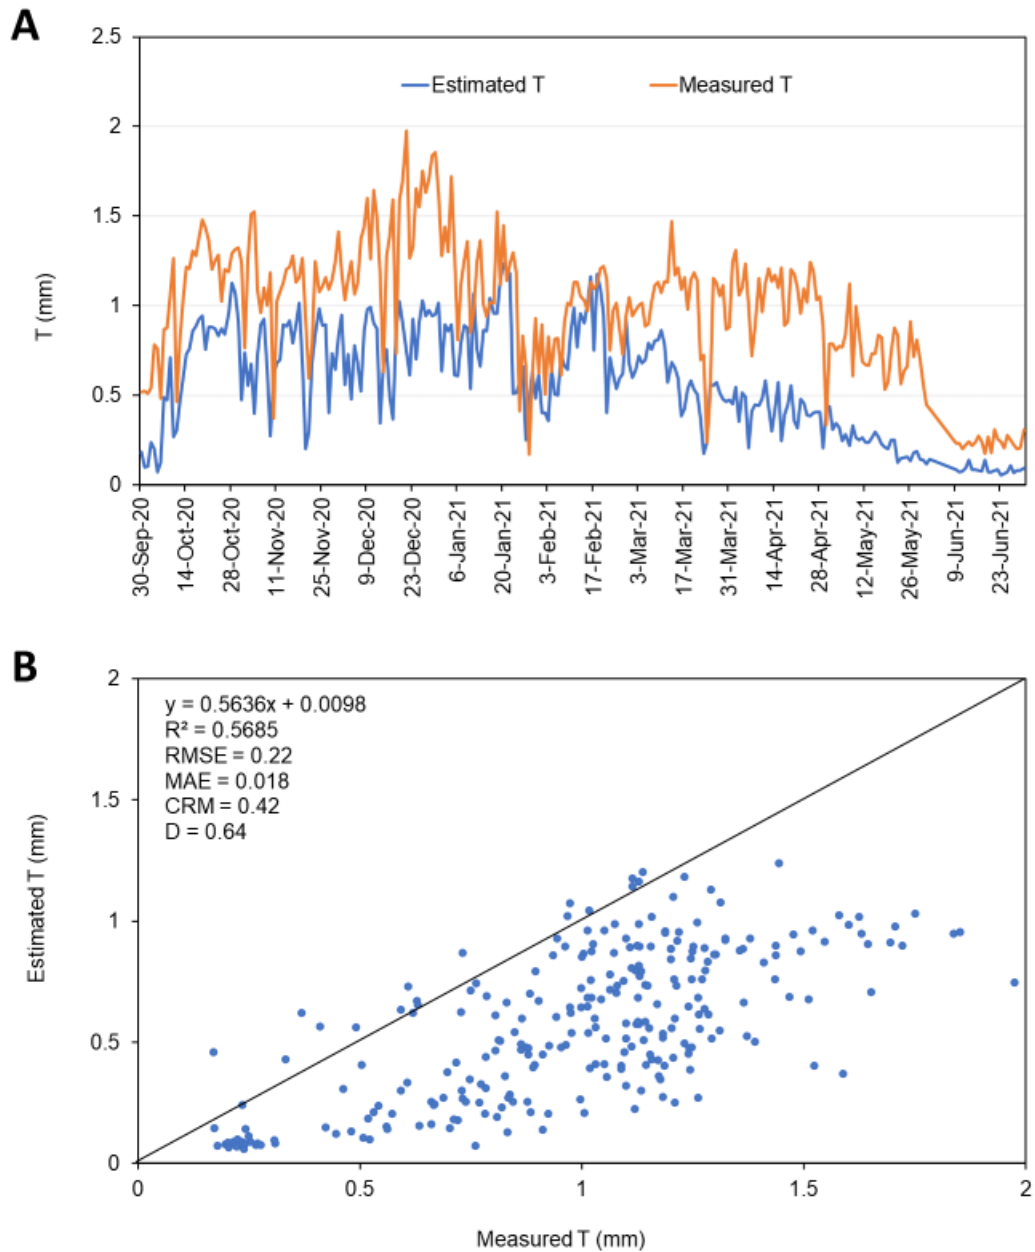 A
2.5
2
1.5
1
0.5
0
T (mm)
Estimated T
Measured T
30-Sep-20
14-Oct-20
28-Oct-20
11-Nov-20
25-Nov-20
9-Dec-20
23-Dec-20
6-Jan-21
20-Jan-21
3-Feb-21
17-Feb-21
3-Mar-21
17-Mar-21
31-Mar-21
14-Apr-21
28-Apr-21
12-May-21
26-May-21
9-Jun-21
23-Jun-21
B
2
1.5
1
0.5
0
Estimated T (mm)
y = 0.5636x + 0.0098
R² = 0.5685
RMSE = 0.22
MAE = 0.018
CRM = 0.42
D = 0.64
0
0.5
1
1.5
2
Measured T (mm)